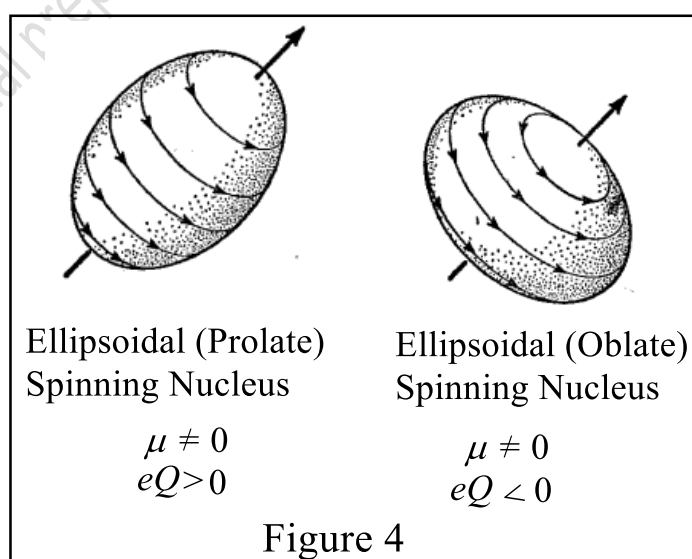 Ellipsoidal (Prolate)
Spinning Nucleus
μ ≠ 0
eQ > 0
Ellipsoidal (Oblate)
Spinning Nucleus
μ ≠ 0
eQ < 0
Figure 4